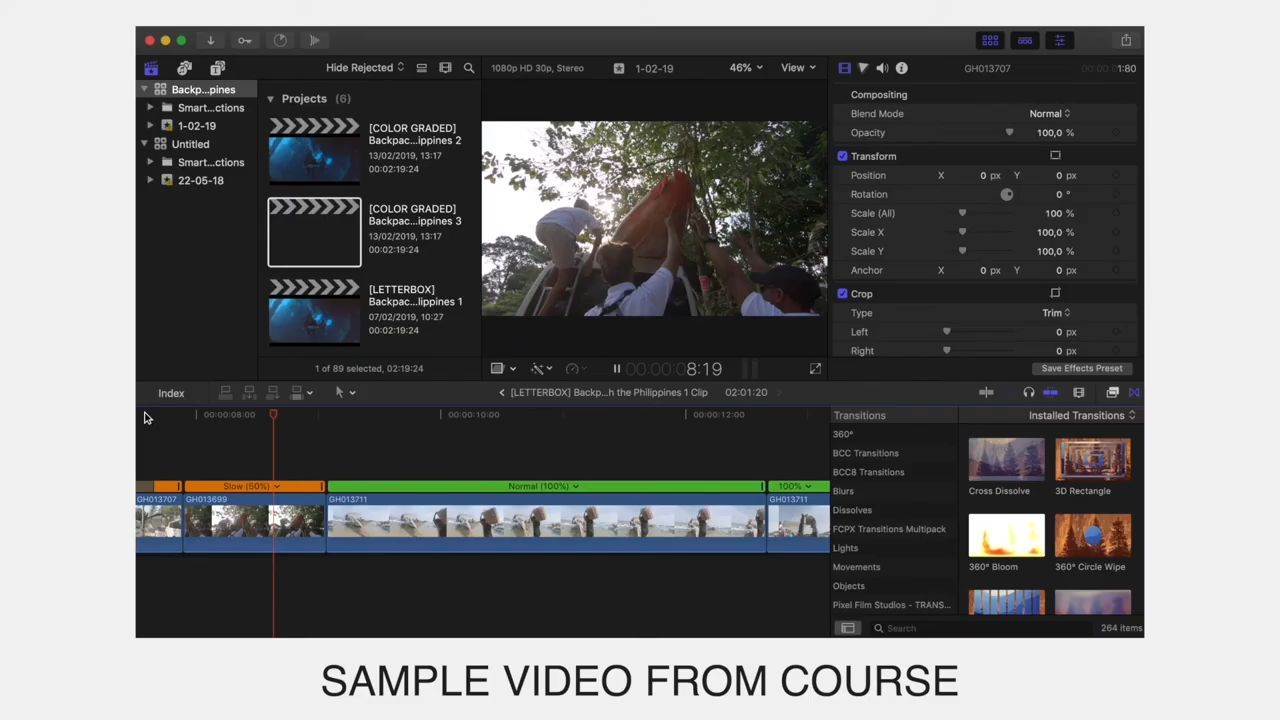 Hide Rejected
1080p HD 30p, Stereo
1-02-19
46%
View
GH013707
00:00:01:80
Backp...pines
Smart...ctions
1-02-19
Untitled
Smart...ctions
22-05-18
Projects (6)
[COLOR GRADED]
Backpac...ippines 2
13/02/2019, 13:17
00:02:19:24
[COLOR GRADED]
Backpac...ippines 3
13/02/2019, 13:17
00:02:19:24
[LETTERBOX]
Backpac...lippines 1
07/02/2019, 10:27
00:02:19:24
1 of 89 selected, 02:19:24
00:00:08:19
Compositing
Blend Mode Normal
Opacity 100,0 %
Transform
Position X 0 px Y 0 px
Rotation 0 °
Scale (All) 100 %
Scale X 100,0 %
Scale Y 100,0 %
Anchor X 0 px Y 0 px
Crop
Type Trim
Left 0 px
Right 0 px
Save Effects Preset
Index
[LETTERBOX] Backp...h the Philippines 1 Clip
02:01:20
00:00:08:00
00:00:10:00
00:00:12:00
Slow (50%)
Normal (100%)
100%
GH013707
GH013699
GH013711
GH013711
Transitions
Installed Transitions
360°
BCC Transitions
BCC8 Transitions
Blurs
Dissolves
FCPX Transitions Multipack
Lights
Movements
Objects
Pixel Film Studios - TRANS...
Cross Dissolve
3D Rectangle
360° Bloom
360° Circle Wipe
Search
264 items
SAMPLE VIDEO FROM COURSE